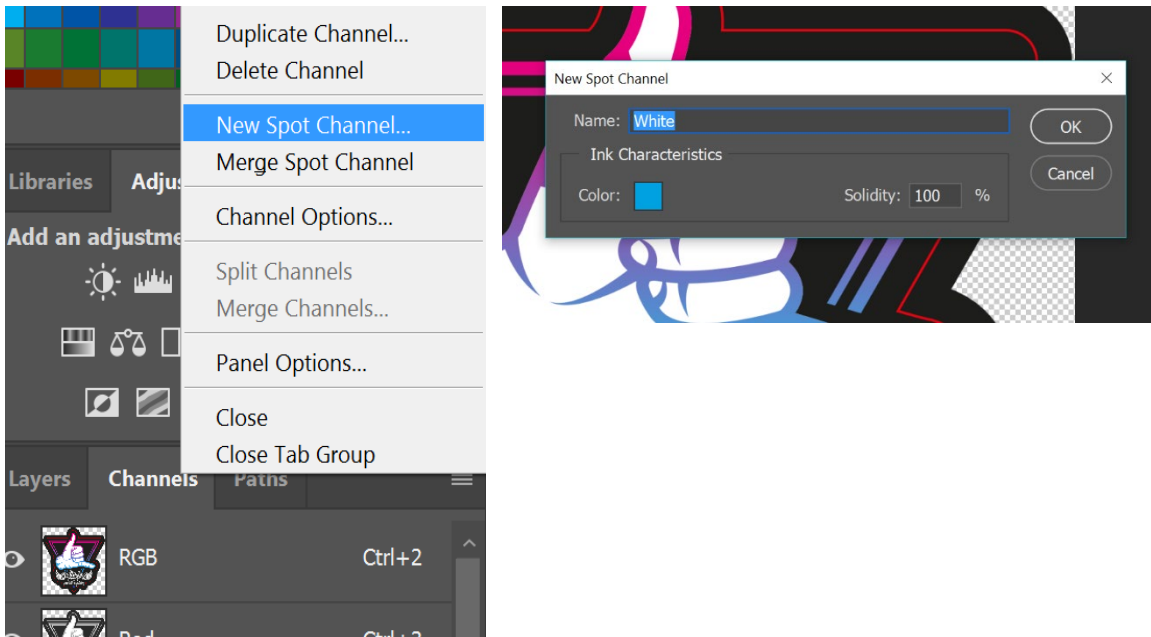 Duplicate Channel...
Delete Channel
New Spot Channel...
Merge Spot Channel
Libraries
Channel Options...
Add an
Split Channels
Merge Channels...
Panel Options...
Close
Close Tab Group
Layers Channels Paths
RGB Ctrl+2
New Spot Channel
Name: White OK
Ink Characteristics Cancel
Color: Solidity: 100 %